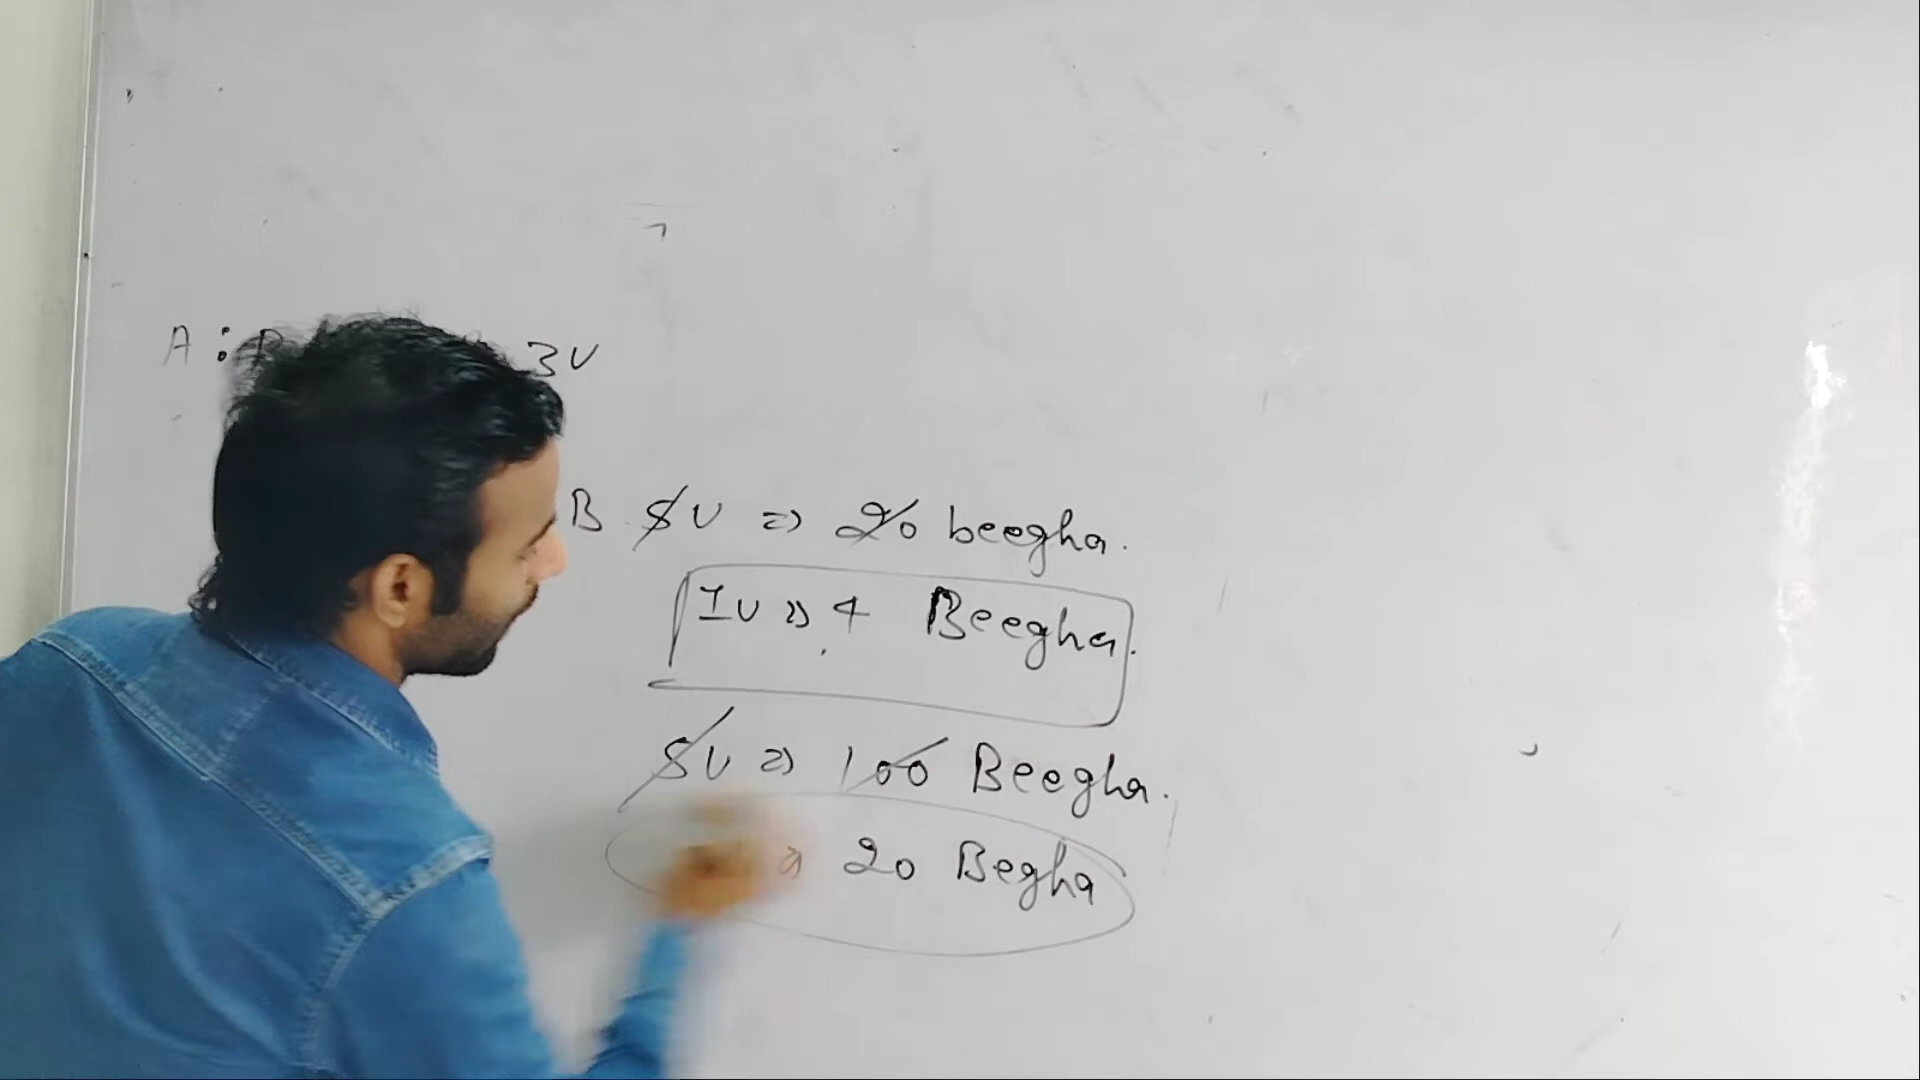 A : 3U
B 5U => 20 beegha.
1U => 4 Beegha.
5U => 100 Beegha.
=> 20 Begha